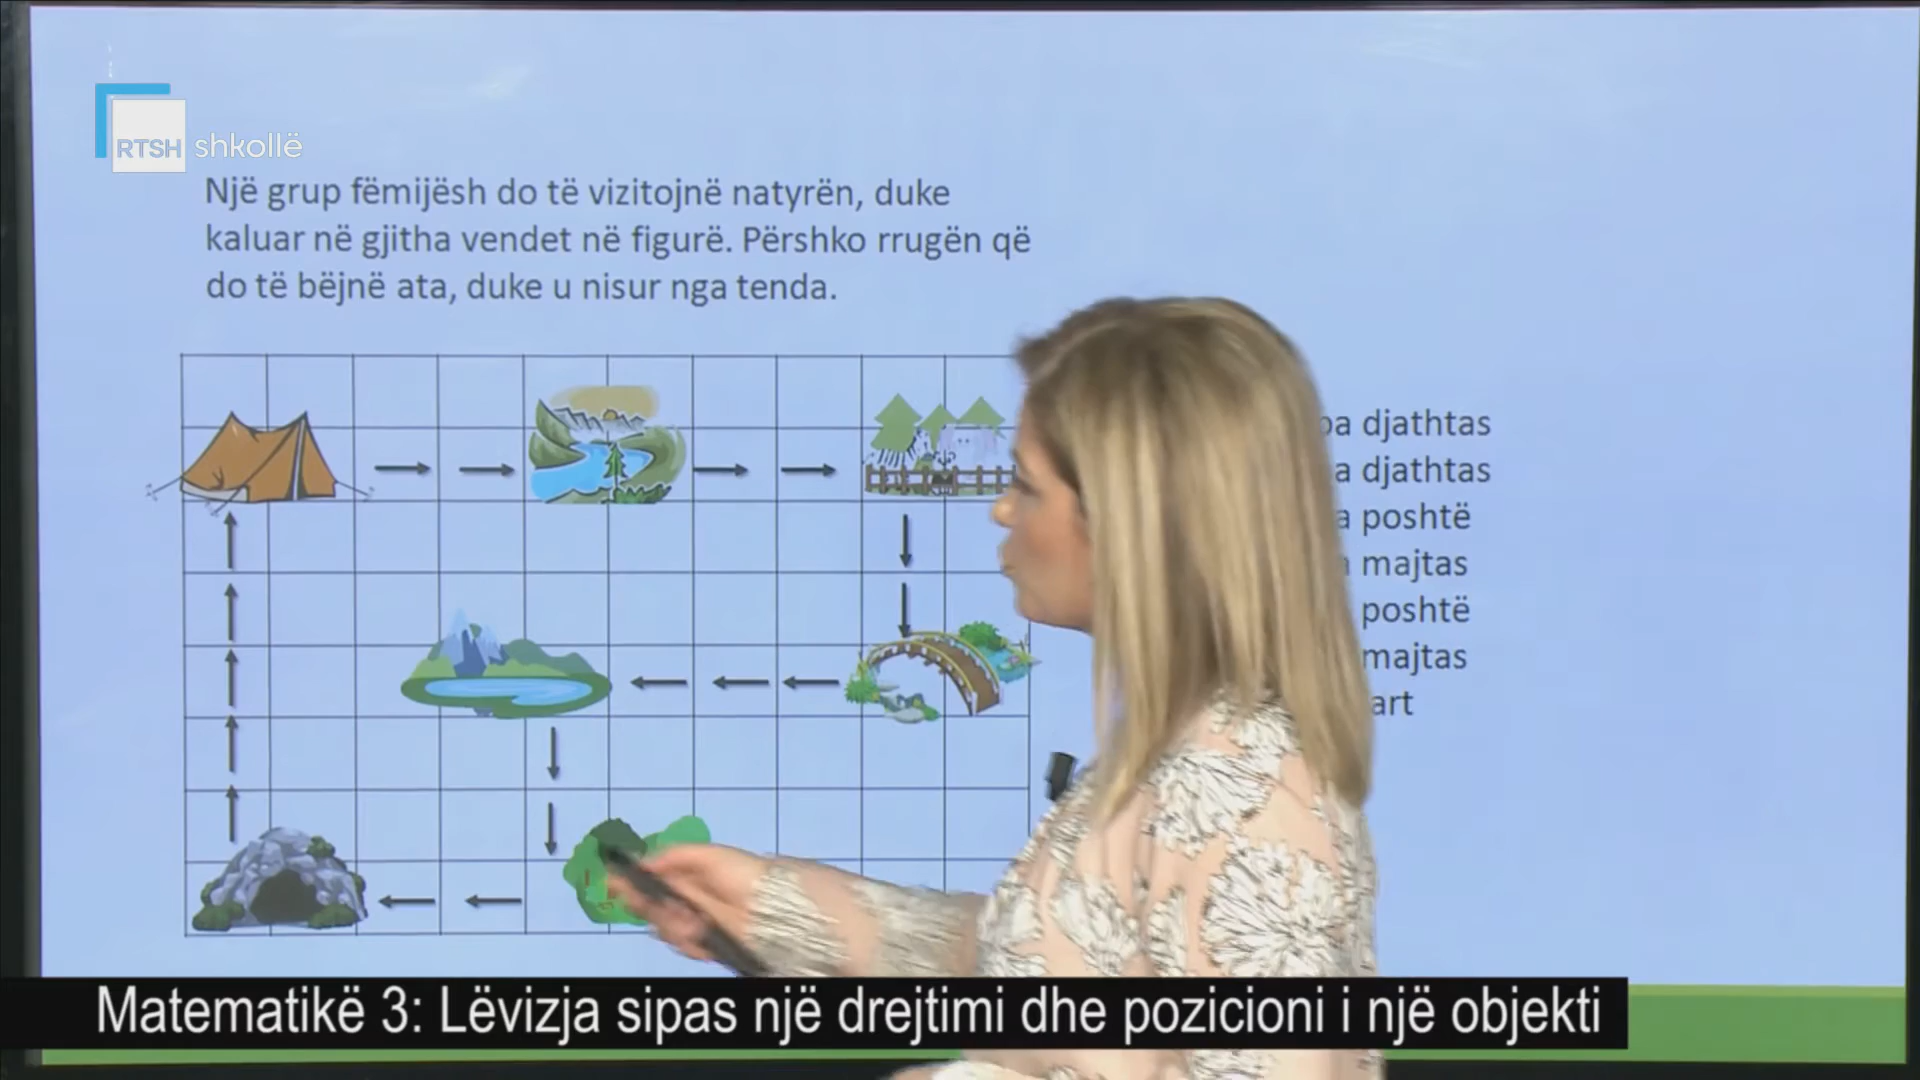 RTSH shkollë
Një grup fëmijësh do të vizitojnë natyrën, duke
kaluar në gjitha vendet në figurë. Përshko rrugën që
do të bëjnë ata, duke u nisur nga tenda.
djathtas
djathtas
poshtë
majtas
poshtë
majtas
Matematikë 3: Lëvizja sipas një drejtimi dhe pozicioni i një objekti